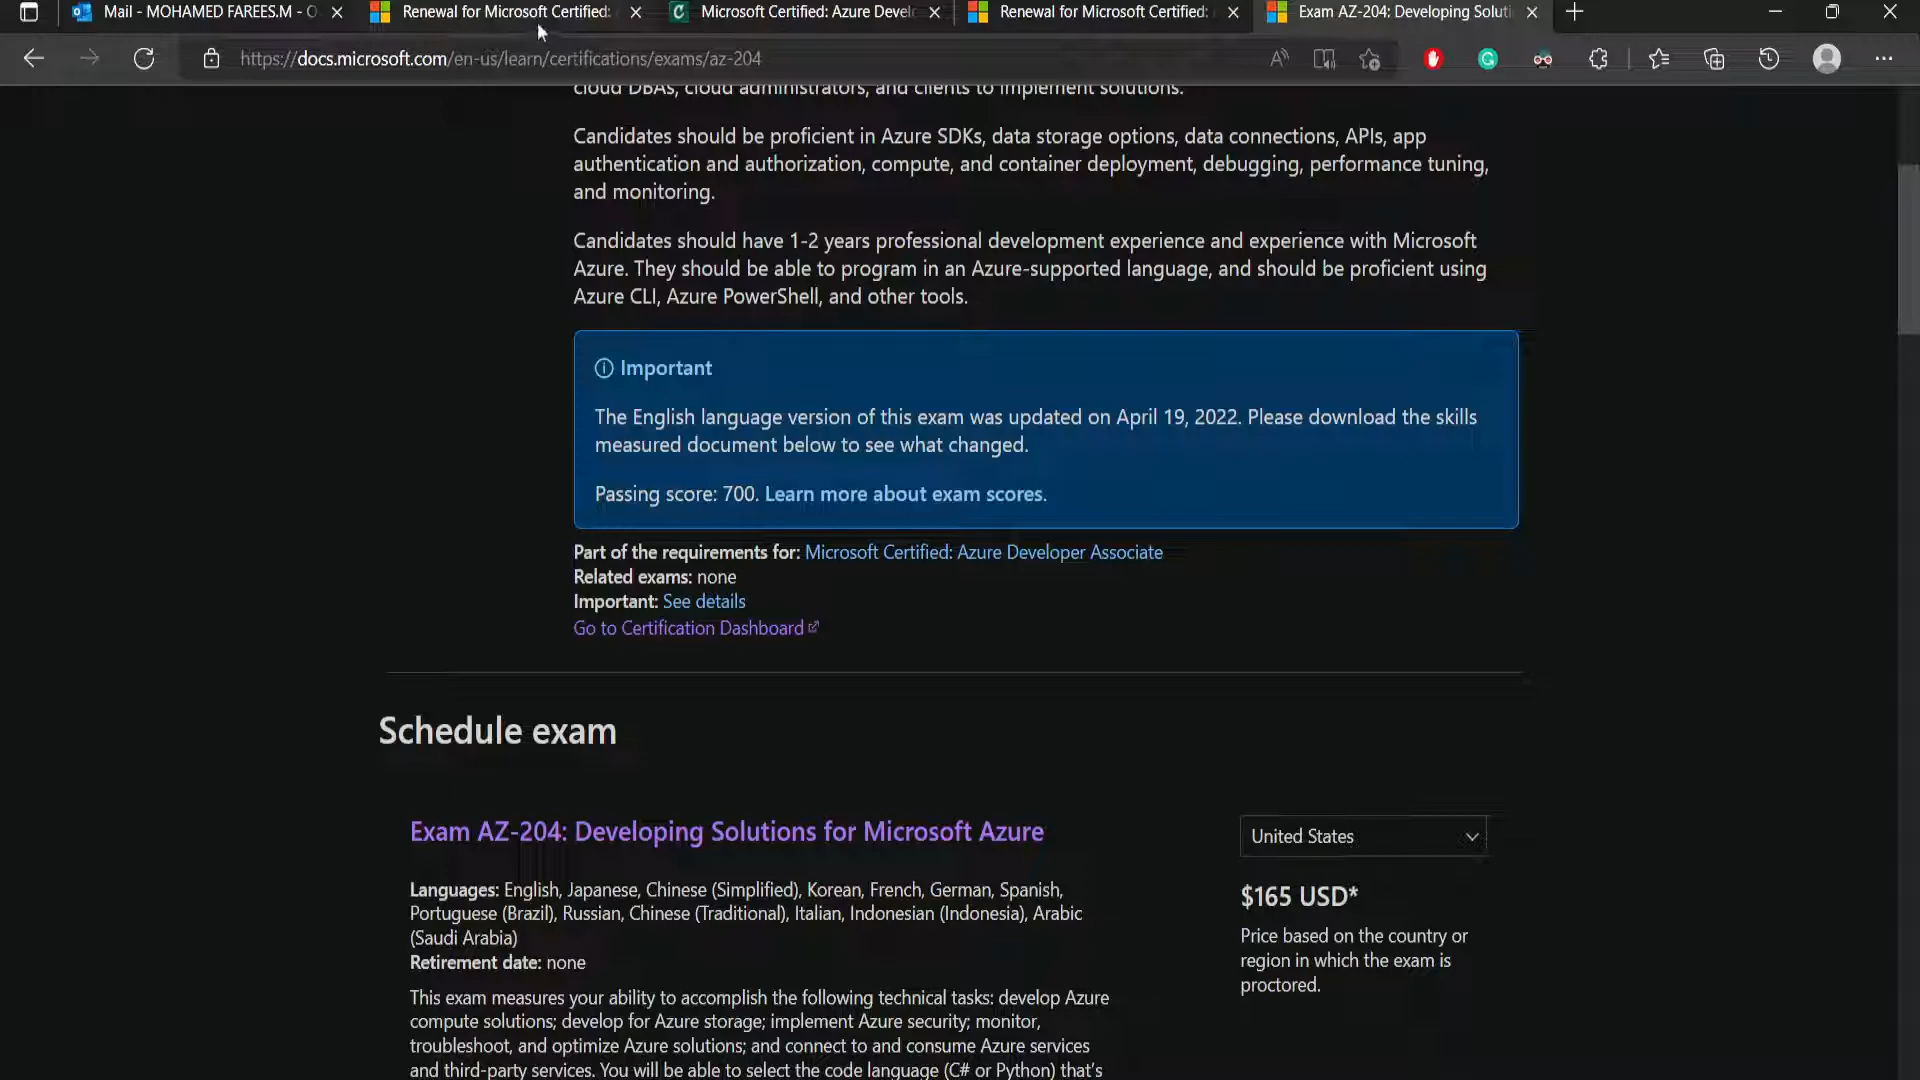 Mail - MOHAMED FAREES.M - O
Renewal for Microsoft Certified:
Microsoft Certified: Azure Devel
Renewal for Microsoft Certified:
Exam AZ-204: Developing Soluti
https://docs.microsoft.com/en-us/learn/certifications/exams/az-204
cloud DBAs, cloud administrators, and clients to implement solutions.
Candidates should be proficient in Azure SDKs, data storage options, data connections, APIs, app
authentication and authorization, compute, and container deployment, debugging, performance tuning,
and monitoring.
Candidates should have 1-2 years professional development experience and experience with Microsoft
Azure. They should be able to program in an Azure-supported language, and should be proficient using
Azure CLI, Azure PowerShell, and other tools.
Important
The English language version of this exam was updated on April 19, 2022. Please download the skills
measured document below to see what changed.
Passing score: 700. Learn more about exam scores.
Part of the requirements for: Microsoft Certified: Azure Developer Associate
Related exams: none
Important: See details
Go to Certification Dashboard
Schedule exam
Exam AZ-204: Developing Solutions for Microsoft Azure
Languages: English, Japanese, Chinese (Simplified), Korean, French, German, Spanish,
Portuguese (Brazil), Russian, Chinese (Traditional), Italian, Indonesian (Indonesia), Arabic
(Saudi Arabia)
Retirement date: none
This exam measures your ability to accomplish the following technical tasks: develop Azure
compute solutions; develop for Azure storage; implement Azure security; monitor,
troubleshoot, and optimize Azure solutions; and connect to and consume Azure services
and third-party services. You will be able to select the code language (C# or Python) that's
United States
$165 USD*
Price based on the country or
region in which the exam is
proctored.